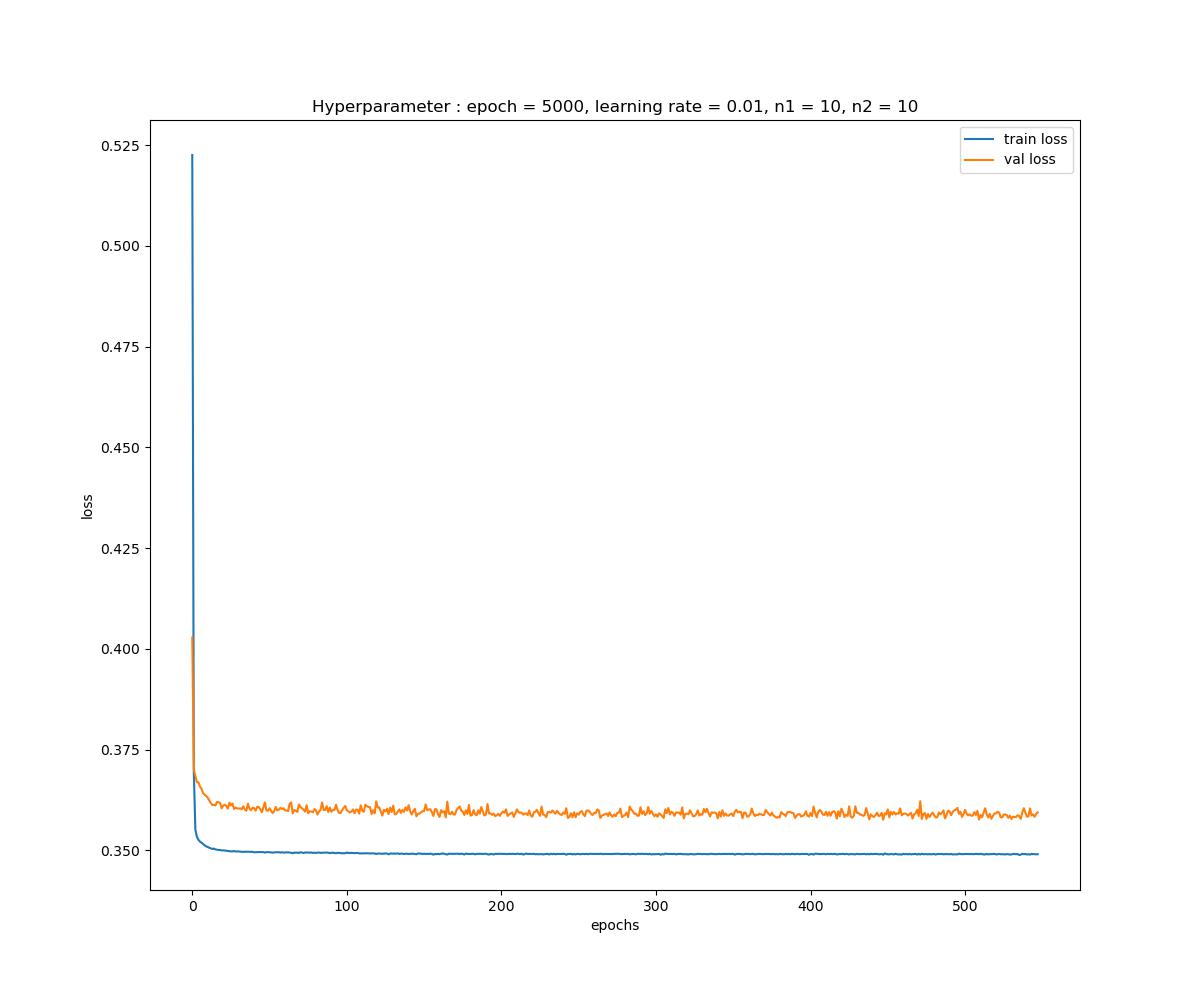 Hyperparameter : epoch = 5000, learning rate = 0.01, n1 = 10, n2 = 10
train loss
val loss
0.525
0.500
0.475
0.450
0.425
0.400
0.375
0.350
loss
0 100 200 300 400 500
epochs